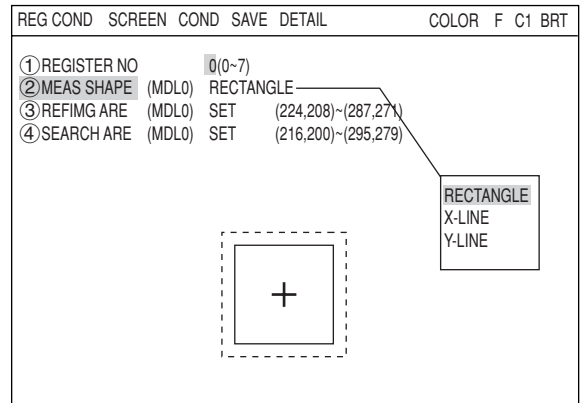 REG COND SCREEN COND SAVE DETAIL COLOR F C1 BRT
①REGISTER NO 0(0~7)
②MEAS SHAPE (MDL0) RECTANGLE
③REFIMG ARE (MDL0) SET (224,208)~(287,271)
④SEARCH ARE (MDL0) SET (216,200)~(295,279)
RECTANGLE
X-LINE
Y-LINE